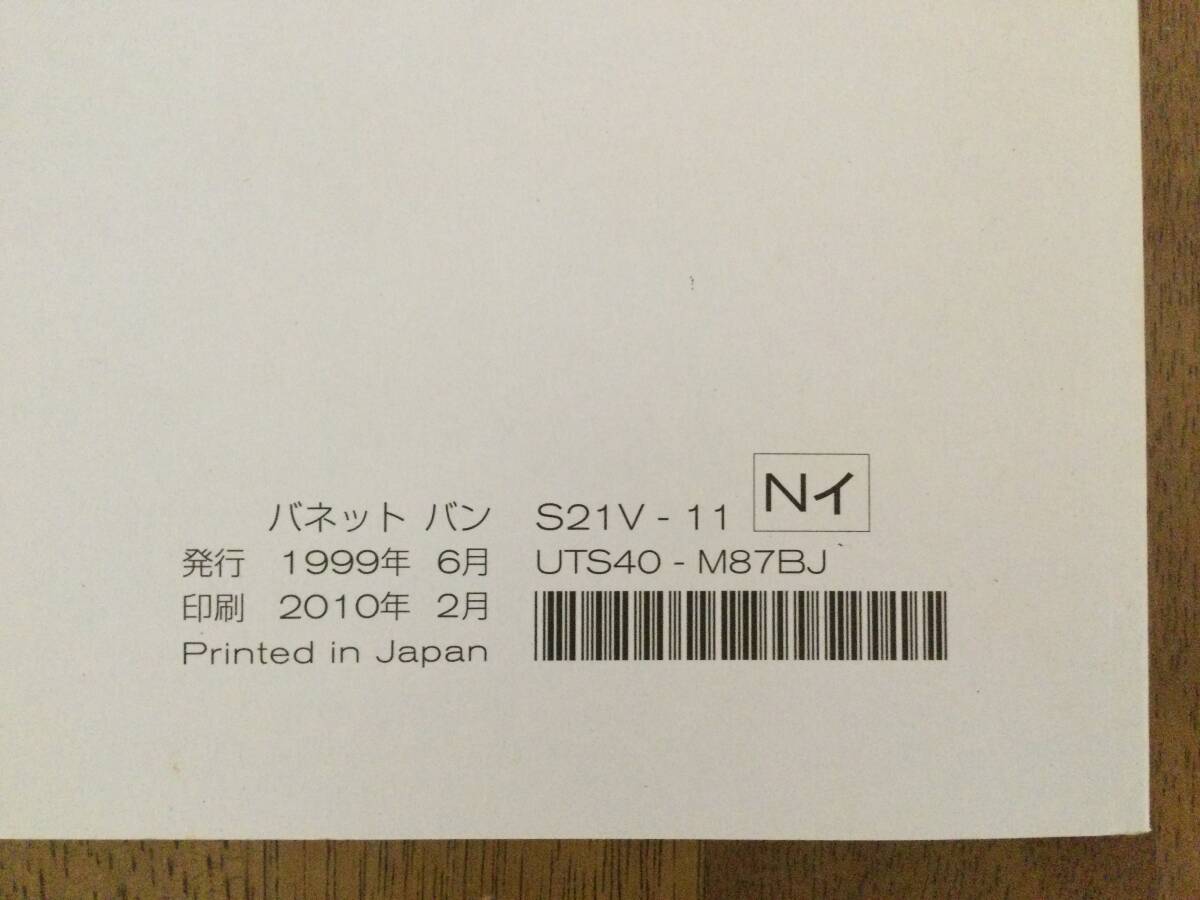 バネット バン S21V - 11 Nイ
発行 1999年 6月 UTS40 - M87BJ
印刷 2010年 2月
Printed in Japan